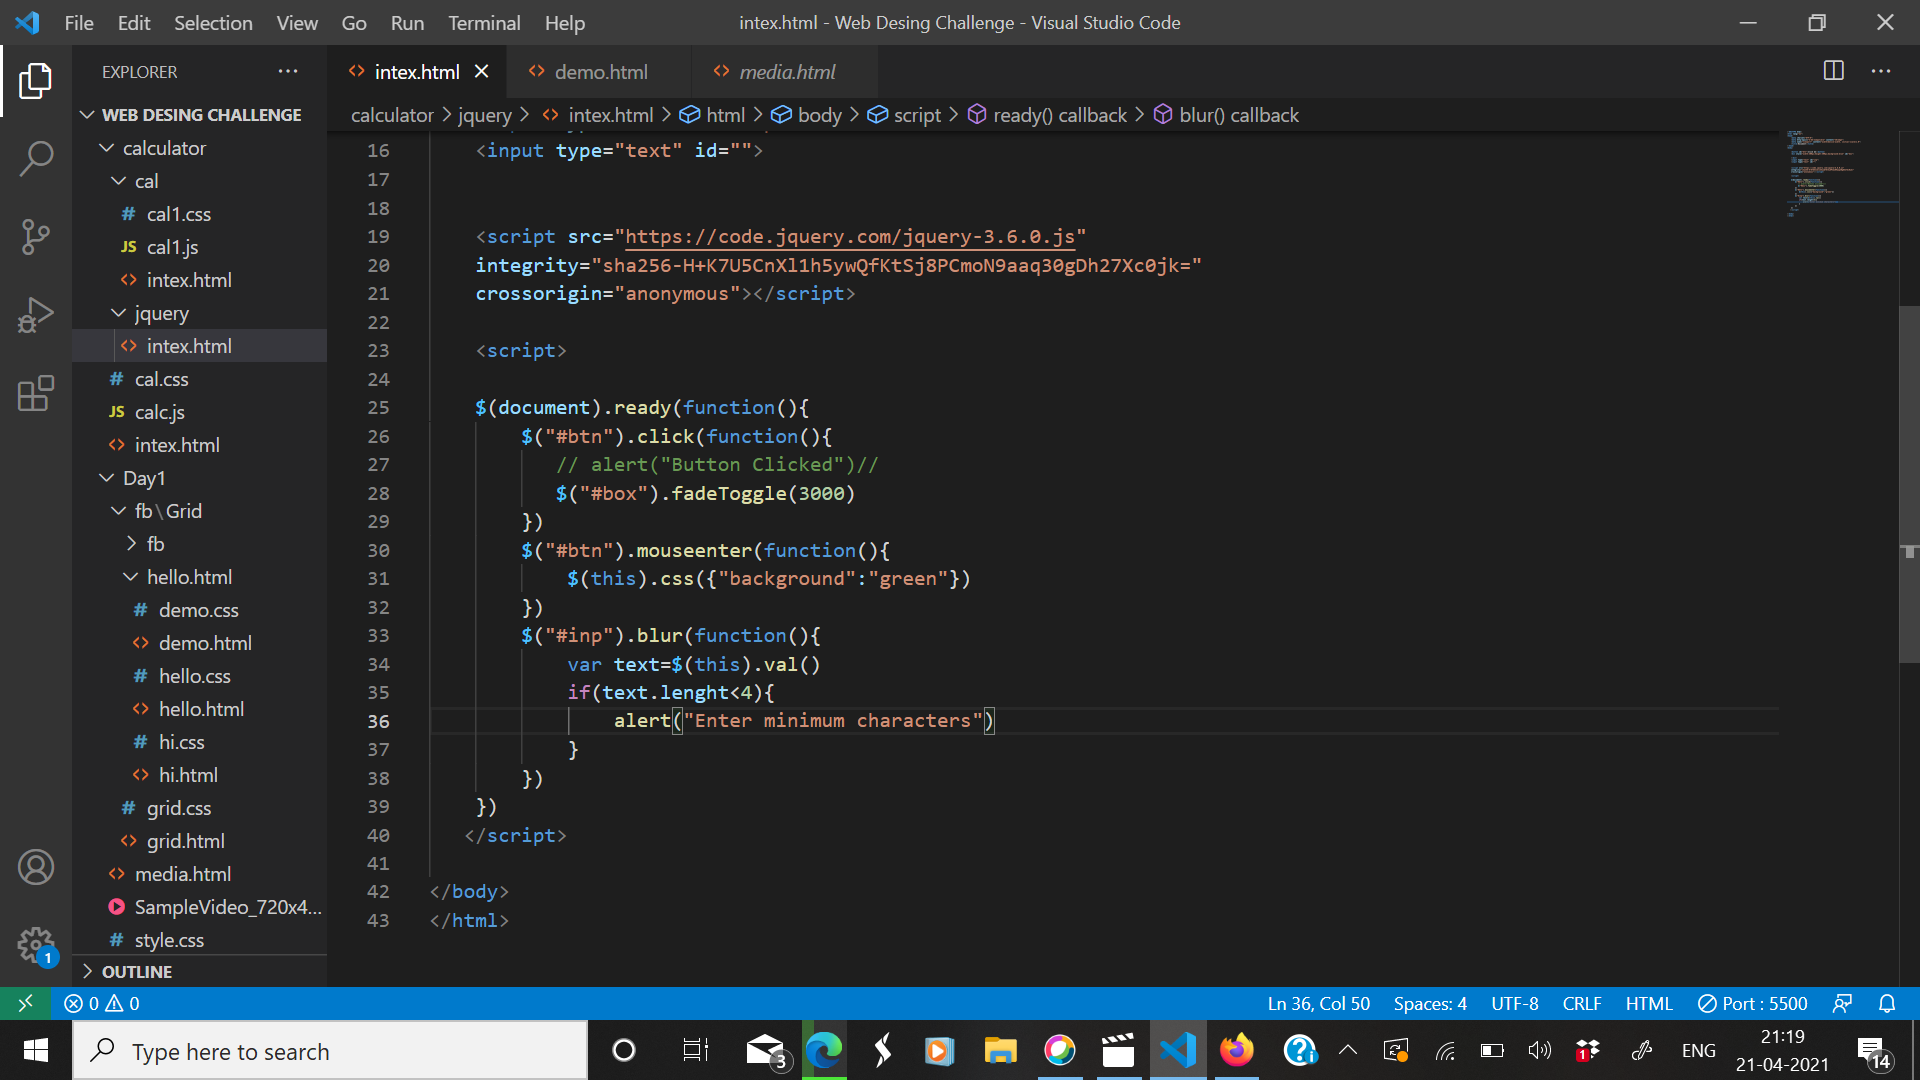 File Edit Selection View Go Run Terminal Help
intex.html - Web Desing Challenge - Visual Studio Code
EXPLORER
WEB DESING CHALLENGE
calculator
cal
cal1.css
JS cal1.js
intex.html
jquery
intex.html
cal.css
JS calc.js
intex.html
Day1
fb\Grid
fb
hello.html
demo.css
demo.html
hello.css
hello.html
hi.css
hi.html
grid.css
grid.html
media.html
SampleVideo_720x4...
style.css
OUTLINE
1
intex.html demo.html media.html
calculator > jquery > intex.html > html > body > script > ready() callback > blur() callback
16 <input type="text" id="">
17
18
19 <script src="https://code.jquery.com/jquery-3.6.0.js"
20 integrity="sha256-H+K7U5CnXl1h5ywQfKtSj8PCmoN9aaq30gDh27Xc0jk="
21 crossorigin="anonymous"></script>
22
23 <script>
24
25 $(document).ready(function(){
26 $("#btn").click(function(){
27 // alert("Button Clicked")//
28 $("#box").fadeToggle(3000)
29 })
30 $("#btn").mouseenter(function(){
31 $(this).css({"background":"green"})
32 })
33 $("#inp").blur(function(){
34 var text=$(this).val()
35 if(text.lenght<4){
36 alert("Enter minimum characters")
37 }
38 })
39 })
40 </script>
41
42 </body>
43 </html>
0 0
Ln 36, Col 50 Spaces: 4 UTF-8 CRLF HTML Port : 5500
Type here to search
3
1
ENG
21:19
21-04-2021
14